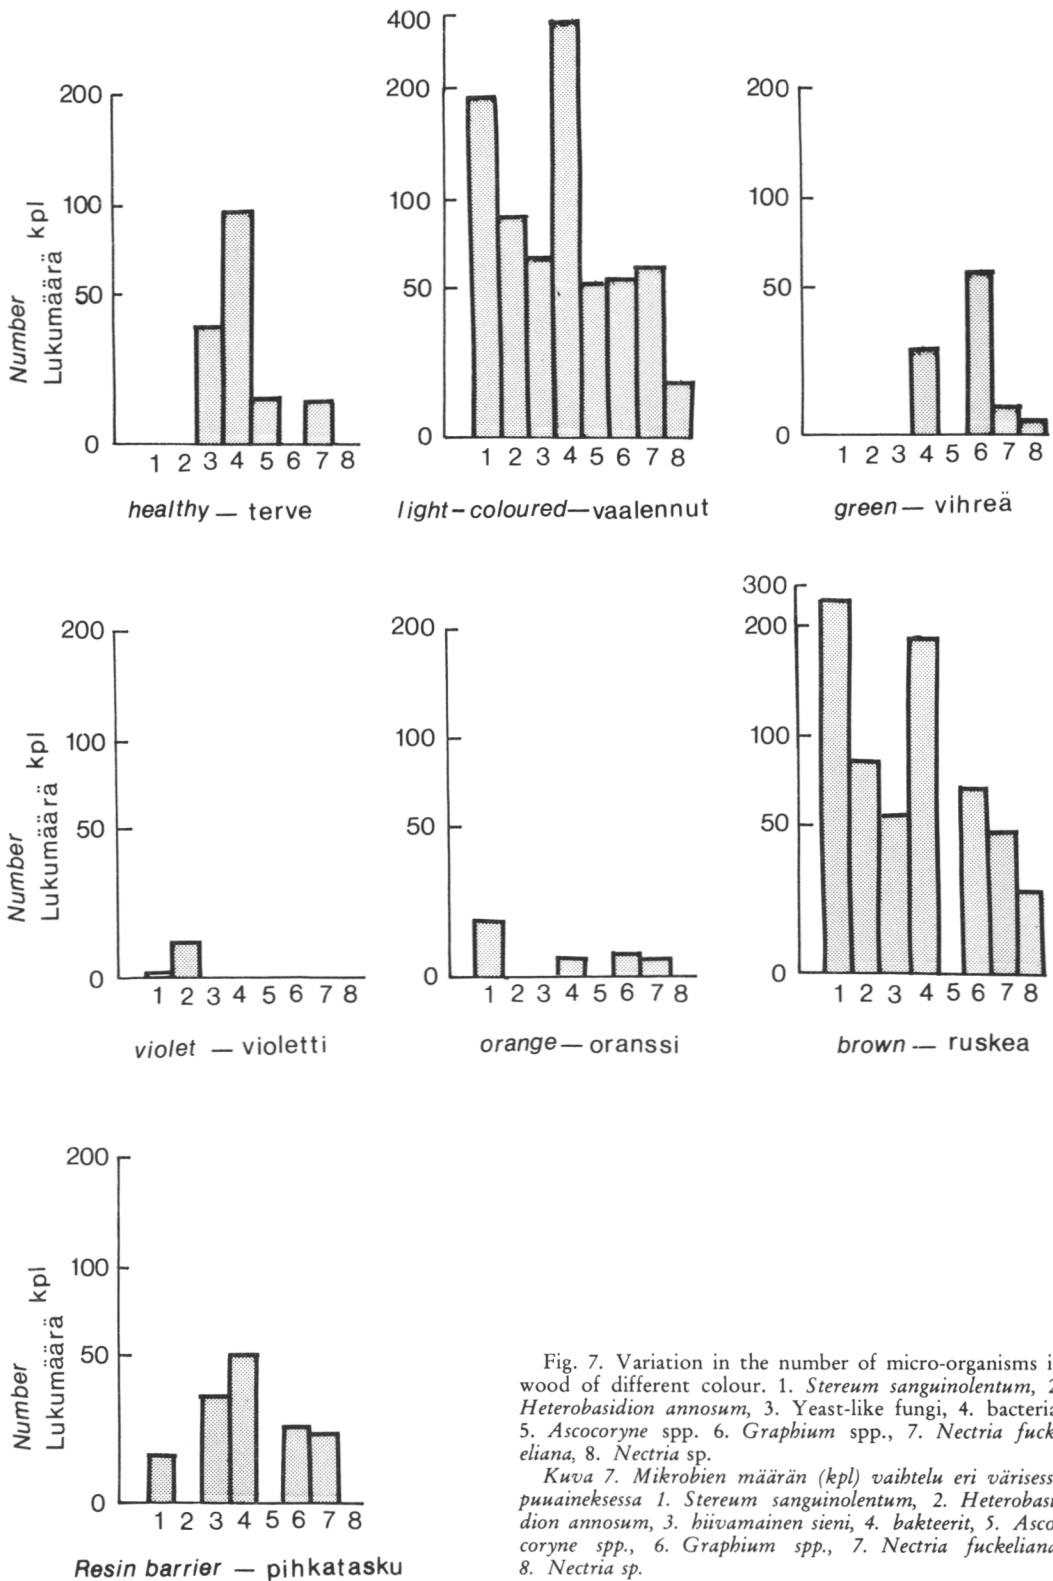 400
200
100
50
0
Number
Lukumäärä kpl
1 2 3 4 5 6 7 8
healthy — terve
200
100
50
0
1 2 3 4 5 6 7 8
light-coloured — vaalennut
200
100
50
0
1 2 3 4 5 6 7 8
green — vihreä
200
100
50
0
Number
Lukumäärä kpl
1 2 3 4 5 6 7 8
violet — violetti
200
100
50
0
1 2 3 4 5 6 7 8
orange — oranssi
300
200
100
50
0
1 2 3 4 5 6 7 8
brown — ruskea
200
100
50
0
Number
Lukumäärä kpl
1 2 3 4 5 6 7 8
Resin barrier — pihkatasku
Fig. 7. Variation in the number of micro-organisms i
wood of different colour. 1. Stereum sanguinolentum, 2
Heterobasidion annosum, 3. Yeast-like fungi, 4. bacteria
5. Ascocoryne spp. 6. Graphium spp., 7. Nectria fuck-
eliana, 8. Nectria sp.
Kuva 7. Mikrobien määrän (kpl) vaihtelu eri värises
puuaineksessa 1. Stereum sanguinolentum, 2. Heterobasi
dion annosum, 3. hiivamainen sieni, 4. bakteerit, 5. Asco
coryne spp., 6. Graphium spp., 7. Nectria fuckeliana
8. Nectria sp.